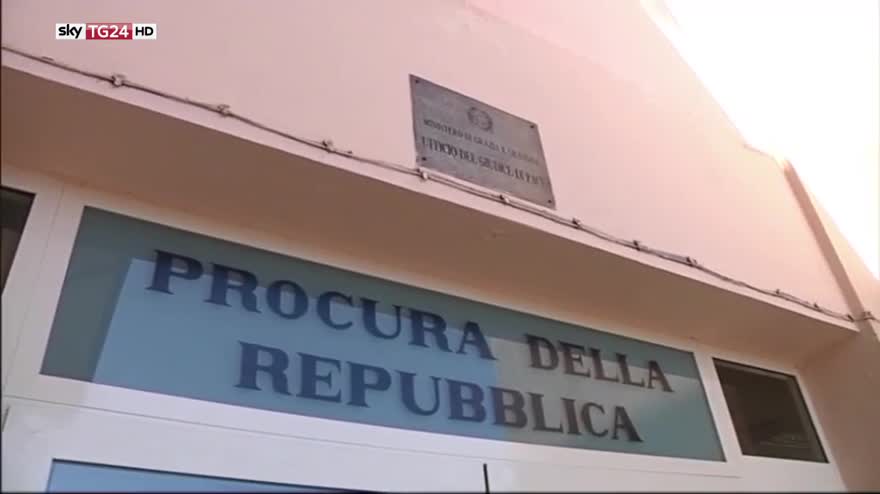 sky TG24 HD
MINISTERO DI GRAZIA E GIUSTIZIA
UFFICIO DEL GIUDICE DI PACE
PROCURA DELLA
REPUBBLICA